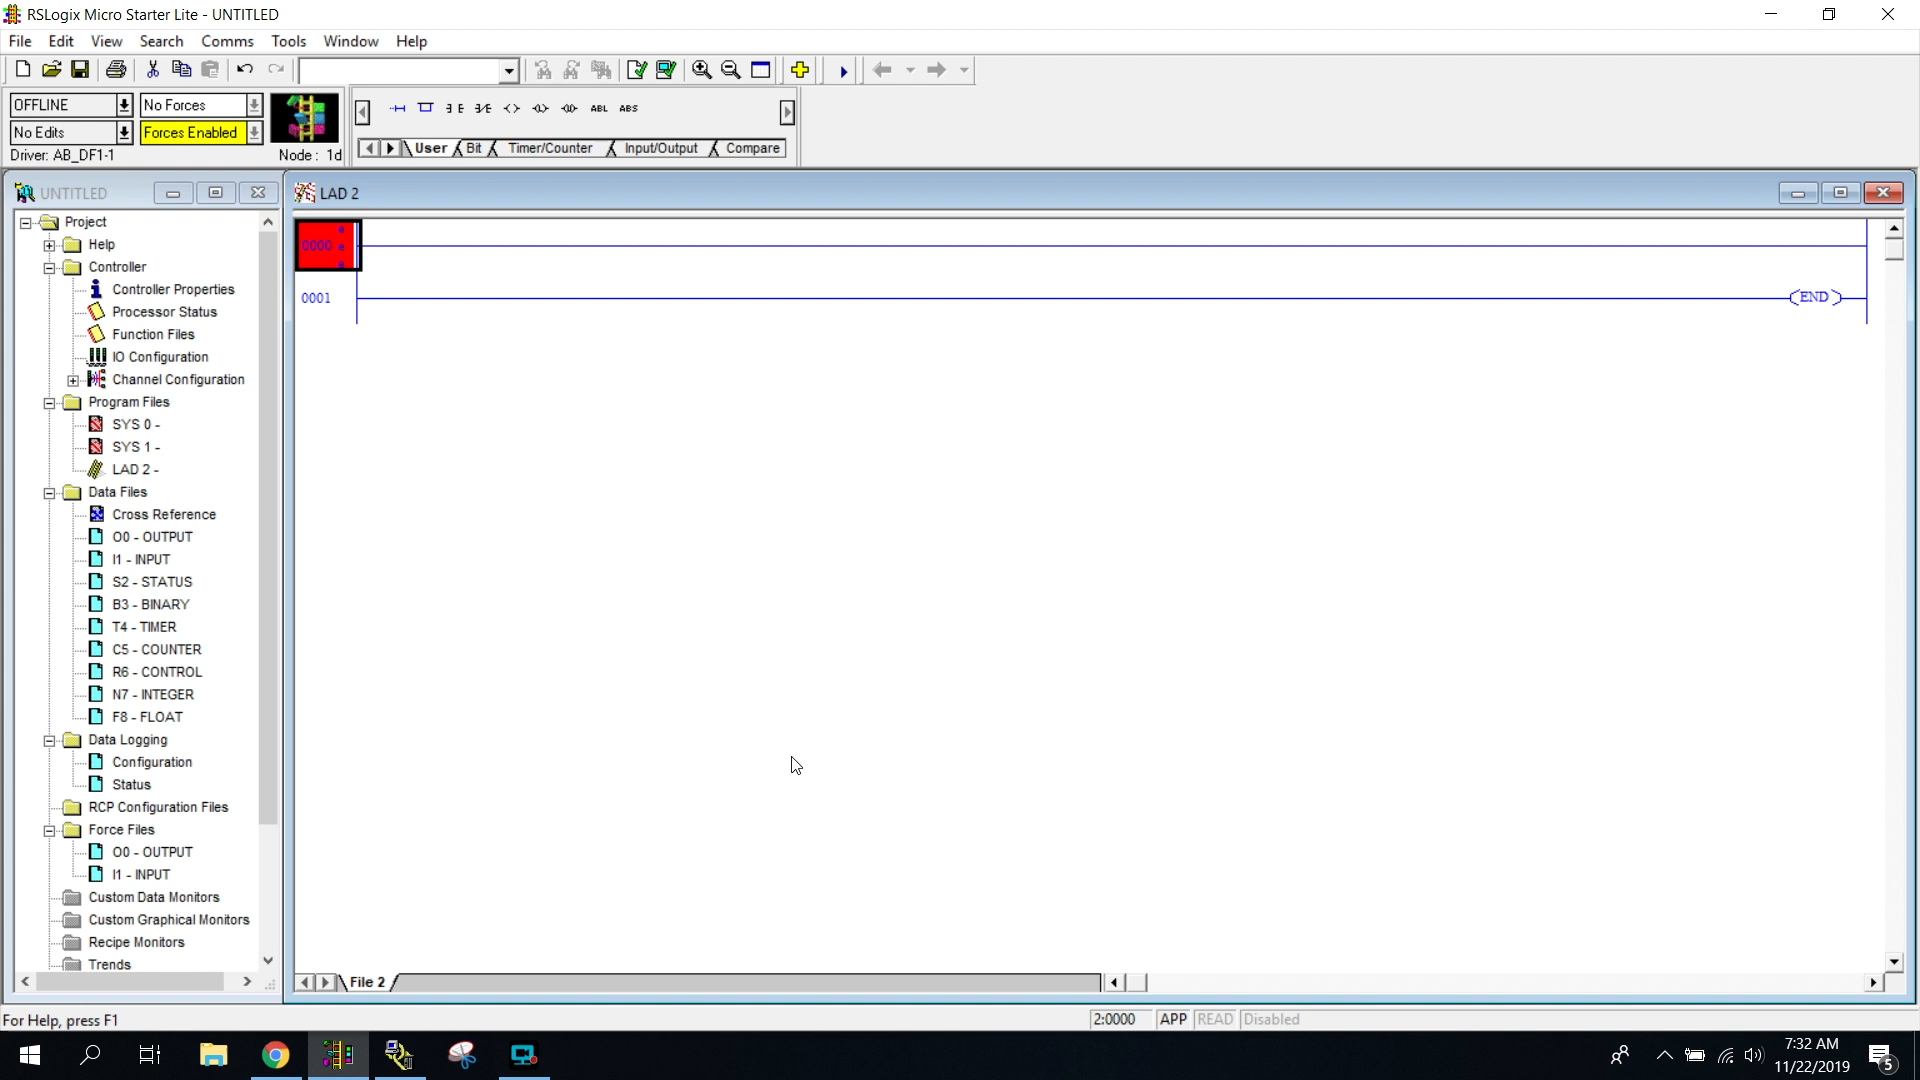 RSLogix Micro Starter Lite - UNTITLED
File Edit View Search Comms Tools Window Help
OFFLINE No Forces
No Edits Forces Enabled
Driver: AB_DF1-1 Node : 1d
ABL ABS
User Bit Timer/Counter Input/Output Compare
UNTITLED
Project
Help
Controller
Controller Properties
Processor Status
Function Files
IO Configuration
Channel Configuration
Program Files
SYS 0 -
SYS 1 -
LAD 2 -
Data Files
Cross Reference
O0 - OUTPUT
I1 - INPUT
S2 - STATUS
B3 - BINARY
T4 - TIMER
C5 - COUNTER
R6 - CONTROL
N7 - INTEGER
F8 - FLOAT
Data Logging
Configuration
Status
RCP Configuration Files
Force Files
O0 - OUTPUT
I1 - INPUT
Custom Data Monitors
Custom Graphical Monitors
Recipe Monitors
Trends
LAD 2
e
0000 e
e
0001 END
File 2
For Help, press F1
2:0000 APP READ Disabled
7:32 AM
11/22/2019
5